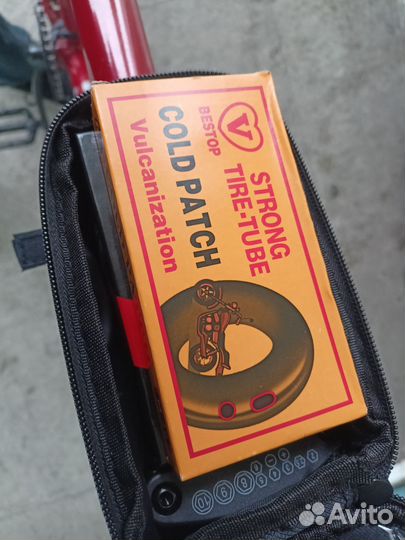 V
BESTOP
STRONG
TIRE-TUBE
COLD PATCH
Vulcanization
Avito